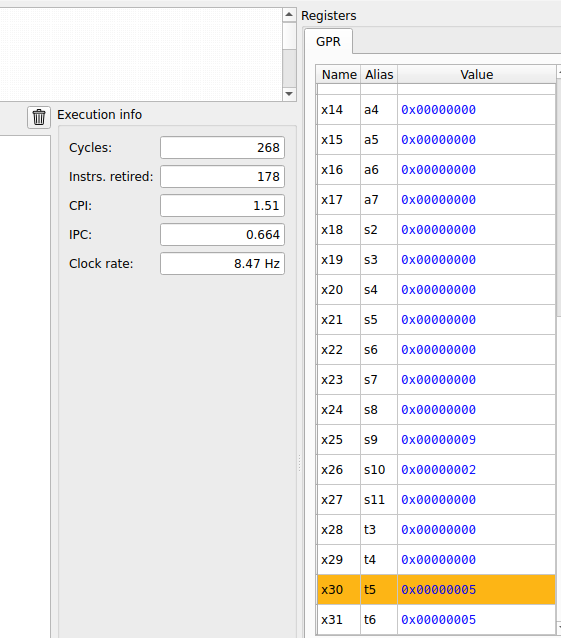 Registers
GPR
Name Alias Value
x14 a4 0x00000000
x15 a5 0x00000000
x16 a6 0x00000000
x17 a7 0x00000000
x18 s2 0x00000000
x19 s3 0x00000000
x20 s4 0x00000000
x21 s5 0x00000000
x22 s6 0x00000000
x23 s7 0x00000000
x24 s8 0x00000000
x25 s9 0x00000009
x26 s10 0x00000002
x27 s11 0x00000000
x28 t3 0x00000000
x29 t4 0x00000000
x30 t5 0x00000005
x31 t6 0x00000005
Execution info
Cycles: 268
Instrs. retired: 178
CPI: 1.51
IPC: 0.664
Clock rate: 8.47 Hz